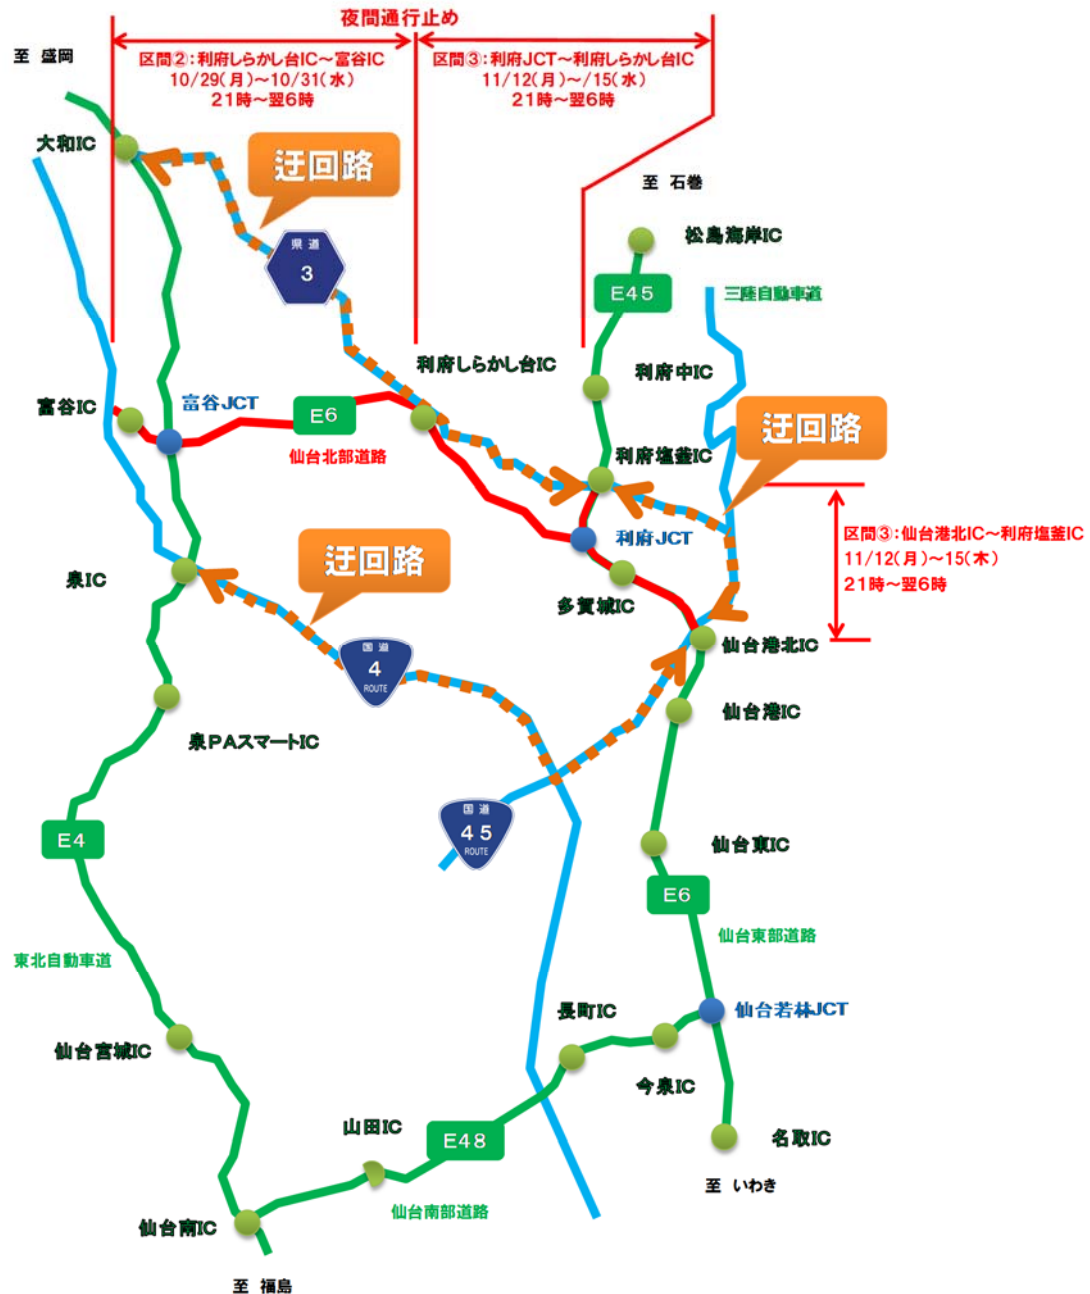 夜間通行止め
区間②:利府しらかし台IC～富谷IC
10/29(月)～10/31(水)
21時～翌6時
区間③:利府JCT～利府しらかし台IC
11/12(月)～/15(水)
21時～翌6時
至 盛岡
大和IC
迂回路
至 石巻
松島海岸IC
県道
3
E45
三陸自動車道
利府しらかし台IC
利府中IC
富谷IC
富谷JCT
E6
仙台北部道路
迂回路
利府塩釜IC
区間③:仙台港北IC～利府塩釜IC
11/12(月)～15(木)
21時～翌6時
利府JCT
迂回路
泉IC
多賀城IC
仙台港北IC
国道
4
ROUTE
仙台港IC
泉PAスマートIC
国道
45
ROUTE
E4
仙台東IC
E6
仙台東部道路
東北自動車道
長町IC
仙台若林JCT
仙台宮城IC
今泉IC
山田IC
E48
名取IC
至 いわき
仙台南部道路
仙台南IC
至 福島